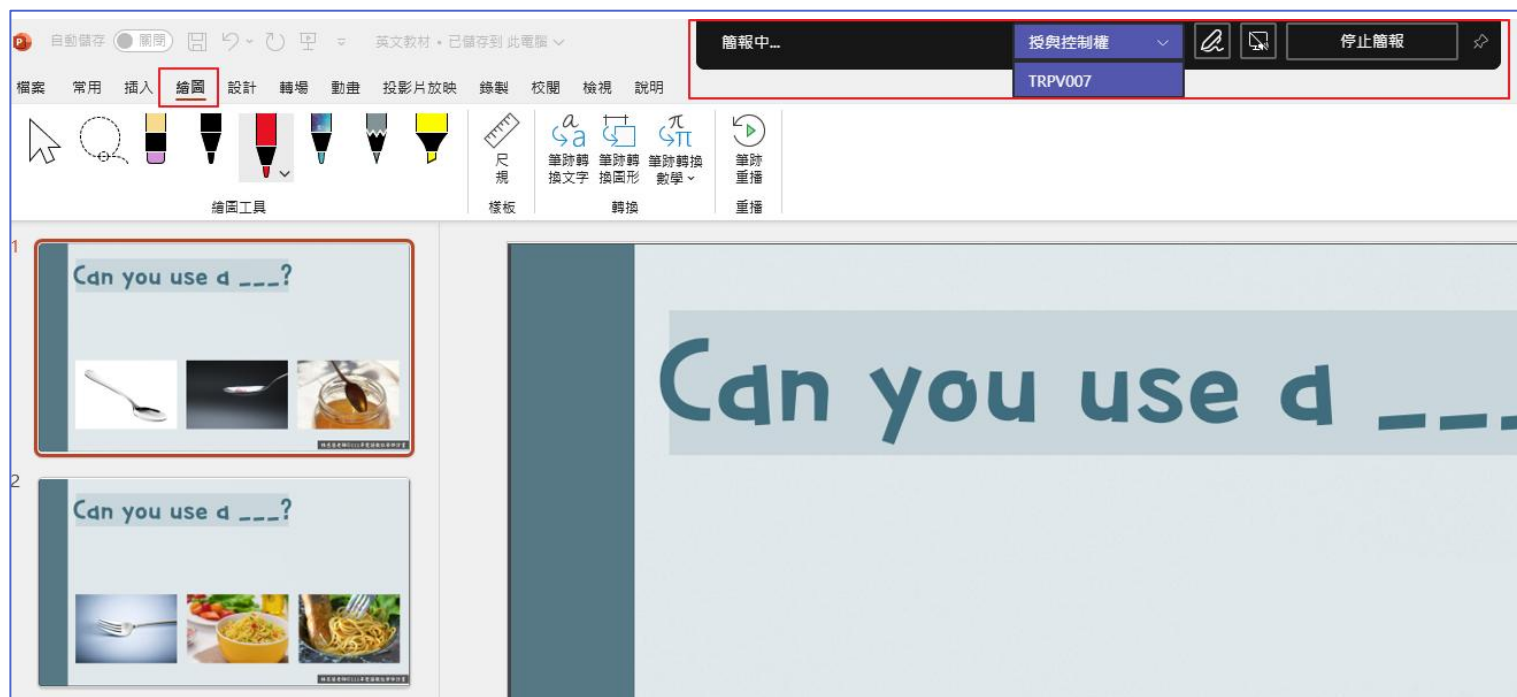 自動儲存 關閉 英文教材 • 已儲存到 此電腦
簡報中... 授與控制權 停止簡報
TRPV007
檔案 常用 插入 繪圖 設計 轉場 動畫 投影片放映 錄製 校閱 檢視 說明
尺規
筆跡轉換文字
筆跡轉換圖形
筆跡轉換數學
筆跡重播
繪圖工具 樣板 轉換 重播
1
Can you use a ___?
2
Can you use a ___?
Can you use a ___